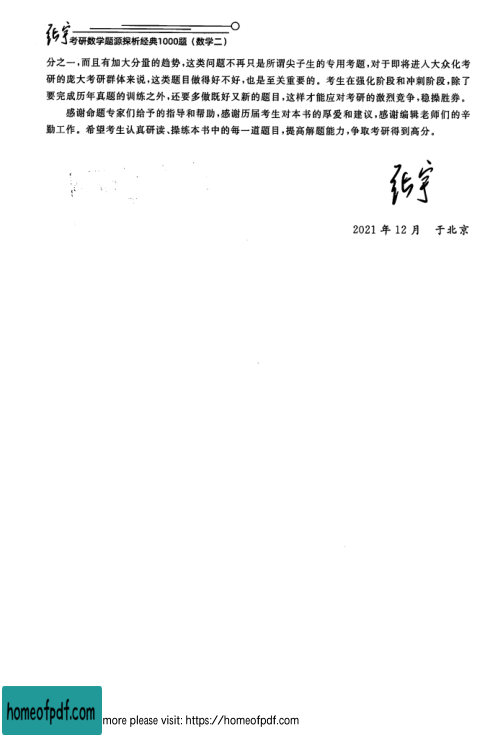 张宇考研数学题源探析经典1000题（数学二）
分之一，而且有加大分量的趋势，这类问题不再只是所谓尖子生的专用考题，对于即将进入大众化考
研的庞大考研群体来说，这类题目做得好不好，也是至关重要的。考生在强化阶段和冲刺阶段，除了
要完成历年真题的训练之外，还要多做既好又新的题目，这样才能应对考研的激烈竞争，稳操胜券。
感谢命题专家们给予的指导和帮助，感谢历届考生对本书的厚爱和建议，感谢编辑老师们的辛
勤工作。希望考生认真研读、操练本书中的每一道题目，提高解题能力，争取考研得到高分。
张宇
2021 年 12 月 于北京
homeofpdf.com
more please visit: https://homeofpdf.com